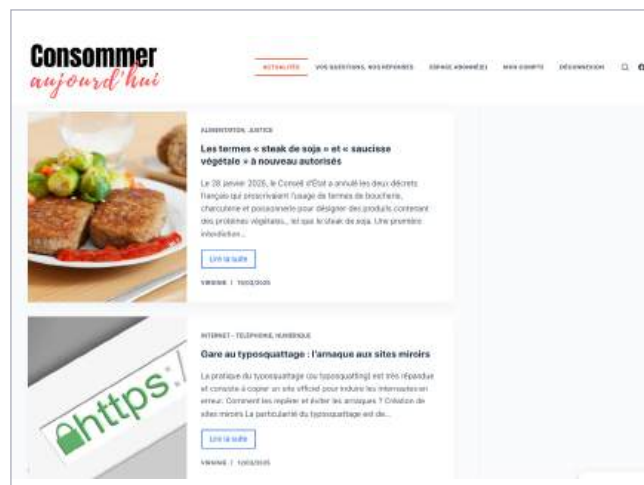 Consommer
aujourd'hui
ACTUALITÉS VOS QUESTIONS, NOS RÉPONSES ESPACE ABONNÉ(E) MON COMPTE DÉCONNEXION
ALIMENTATION, JUSTICE
Les termes « steak de soja » et « saucisse
végétale » à nouveau autorisés
Le 28 janvier 2025, le Conseil d'État a annulé les deux décrets
français qui proscrivaient l'usage de termes de boucherie,
charcuterie et poissonnerie pour désigner des produits contenant
des protéines végétales… tel que le steak de soja. Une première
interdiction…
Lire la suite
INTERNET - TÉLÉPHONIE, NUMÉRIQUE
Gare au typosquattage : l'arnaque aux sites miroirs
La pratique du typosquattage (ou typosquatting) est très répandue
et consiste à copier un site officiel pour induire les internautes en
erreur. Comment les repérer et éviter les arnaques ? Création de
sites miroirs La particularité du typosquattage est de…
https:/
Lire la suite